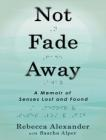 Not
Fade
Away
A Memoir of
Senses Lost and Found
Rebecca Alexander
with Sascha Alper